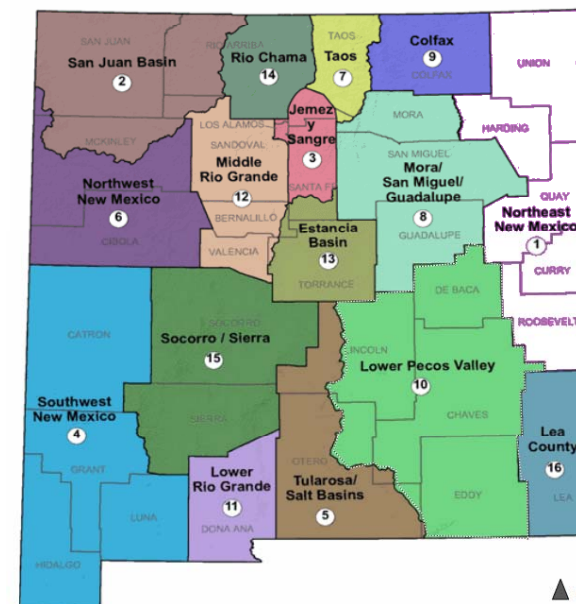 TAOS
SAN JUAN
RIO ARRIBA
San Juan Basin
2
Rio Chama
14
Taos
7
Colfax
9
COLFAX
UNION
MCKINLEY
LOS ALAMOS
SANDOVAL
Middle
Rio Grande
12
BERNALILLO
VALENCIA
Jemez
y
Sangre
3
SANTA FE
MORA
SAN MIGUEL
Mora/
San Miguel/
Guadalupe
8
GUADALUPE
HARDING
QUAY
Northeast
New Mexico
1
CURRY
ROOSEVELT
Northwest
New Mexico
6
CIBOLA
Estancia
Basin
13
TORRANCE
DE BACA
CATRON
SOCORRO
Socorro / Sierra
15
SIERRA
LINCOLN
Lower Pecos Valley
10
CHAVES
EDDY
Southwest
New Mexico
4
GRANT
LUNA
HIDALGO
Lower
Rio Grande
11
DONA ANA
OTERO
Tularosa/
Salt Basins
5
Lea
County
16
LEA